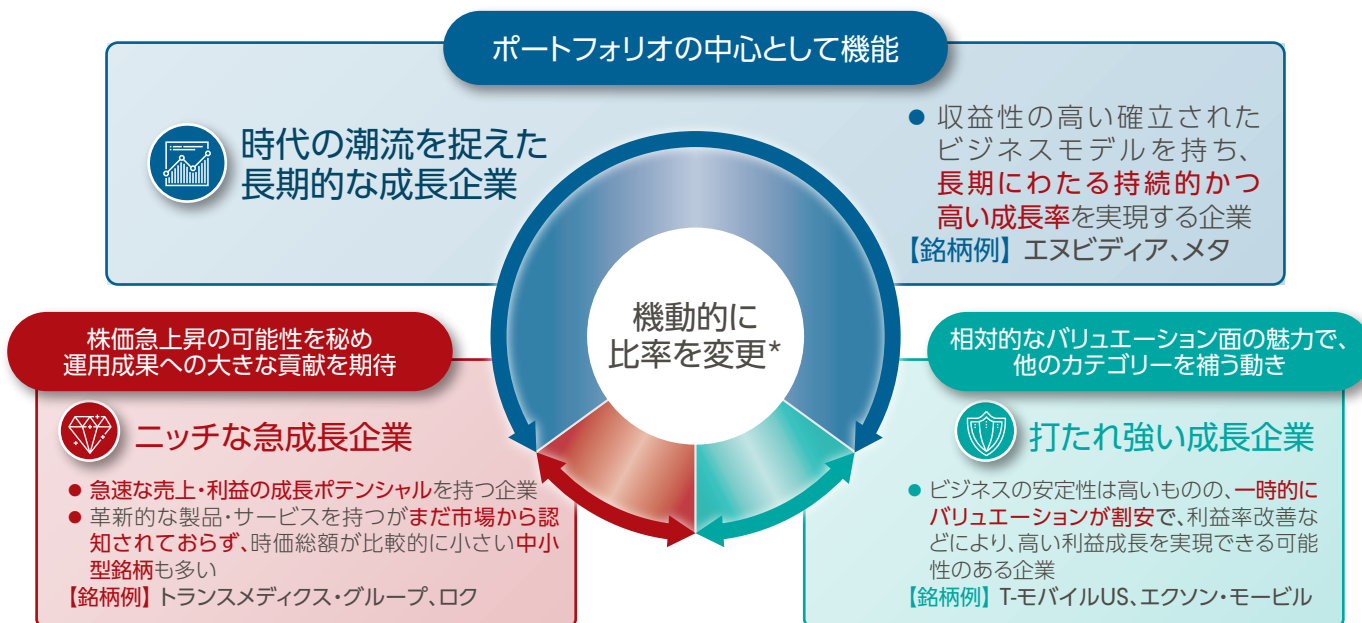 ポートフォリオの中心として機能
時代の潮流を捉えた
長期的な成長企業
● 収益性の高い確立された
ビジネスモデルを持ち、
長期にわたる持続的かつ
高い成長率を実現する企業
【銘柄例】エヌビディア、メタ
機動的に
比率を変更*
株価急上昇の可能性を秘め
運用成果への大きな貢献を期待
ニッチな急成長企業
● 急速な売上・利益の成長ポテンシャルを持つ企業
● 革新的な製品・サービスを持つがまだ市場から認
知されておらず、時価総額が比較的に小さい中小
型銘柄も多い
【銘柄例】トランスメディクス・グループ、ロク
相対的なバリュエーション面の魅力で、
他のカテゴリーを補う動き
打たれ強い成長企業
● ビジネスの安定性は高いものの、一時的に
バリュエーションが割安で、利益率改善な
どにより、高い利益成長を実現できる可能
性のある企業
【銘柄例】T-モバイルUS、エクソン・モービル